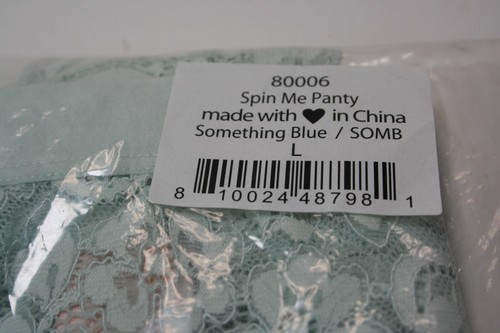 80006
Spin Me Panty
made with ♥ in China
Something Blue / SOMB
L
8 10024 48798 1